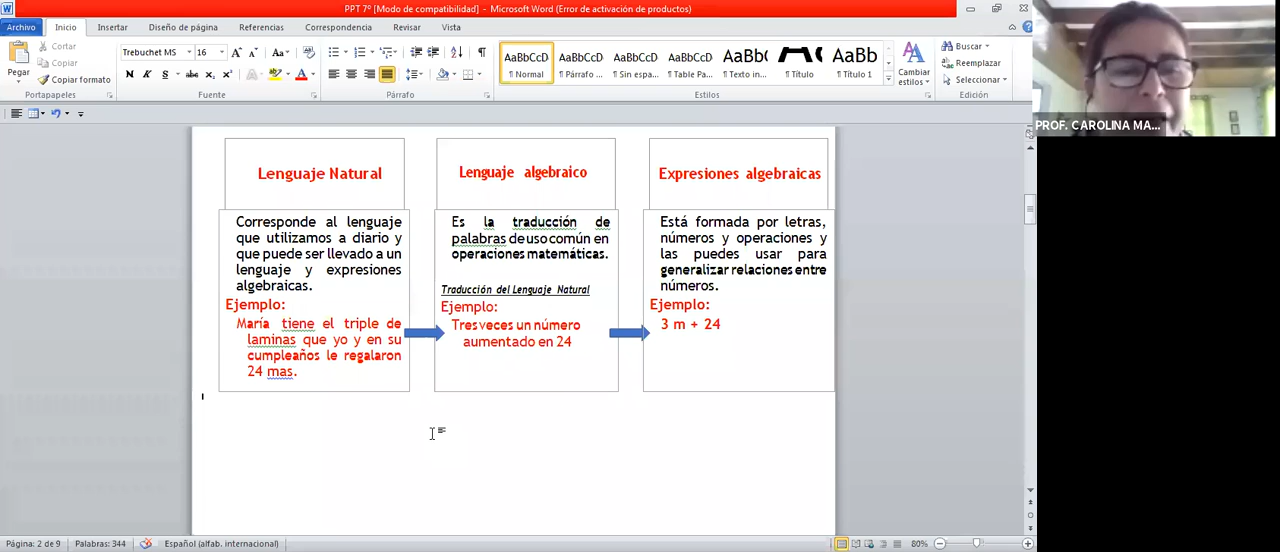 PPT 7º [Modo de compatibilidad] - Microsoft Word (Error de activación de productos)
Archivo Inicio Insertar Diseño de página Referencias Correspondencia Revisar Vista
Pegar
Cortar
Copiar
Copiar formato
Portapapeles
Trebuchet MS 16
N K S abc x₂ x²
Fuente
Párrafo
AaBbCcD AaBbCcD AaBbCcD AaBbCcD AaBb( AaBb
¶ Normal ¶ Párrafo ... ¶ Sin espa... ¶ Table Pa... ¶ Texto in... ¶ Título ¶ Título 1
Cambiar estilos
Estilos
Buscar
Reemplazar
Seleccionar
Edición
PROF. CAROLINA MA...
Lenguaje Natural
Corresponde al lenguaje
que utilizamos a diario y
que puede ser llevado a un
lenguaje y expresiones
algebraicas.
Ejemplo:
María tiene el triple de
laminas que yo y en su
cumpleaños le regalaron
24 mas.
Lenguaje algebraico
Es la traducción de
palabras de uso común en
operaciones matemáticas.
Traducción del Lenguaje Natural
Ejemplo:
Tres veces un número
aumentado en 24
Expresiones algebraicas
Está formada por letras,
números y operaciones y
las puedes usar para
generalizar relaciones entre
números.
Ejemplo:
3 m + 24
Página: 2 de 9 Palabras: 344 Español (alfab. internacional) 80%